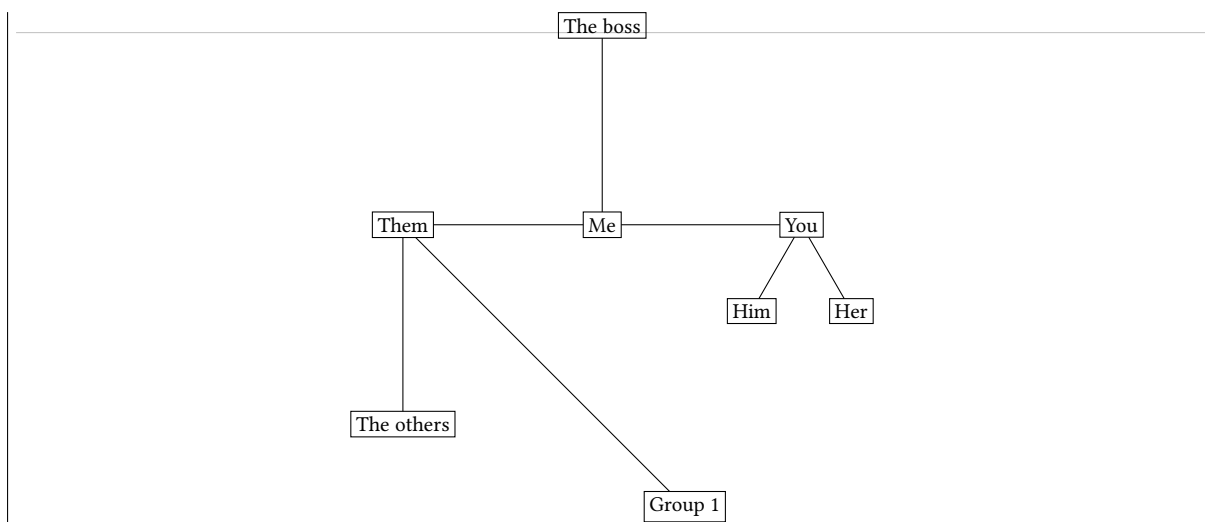 The boss
Them
Me
You
Him
Her
The others
Group 1